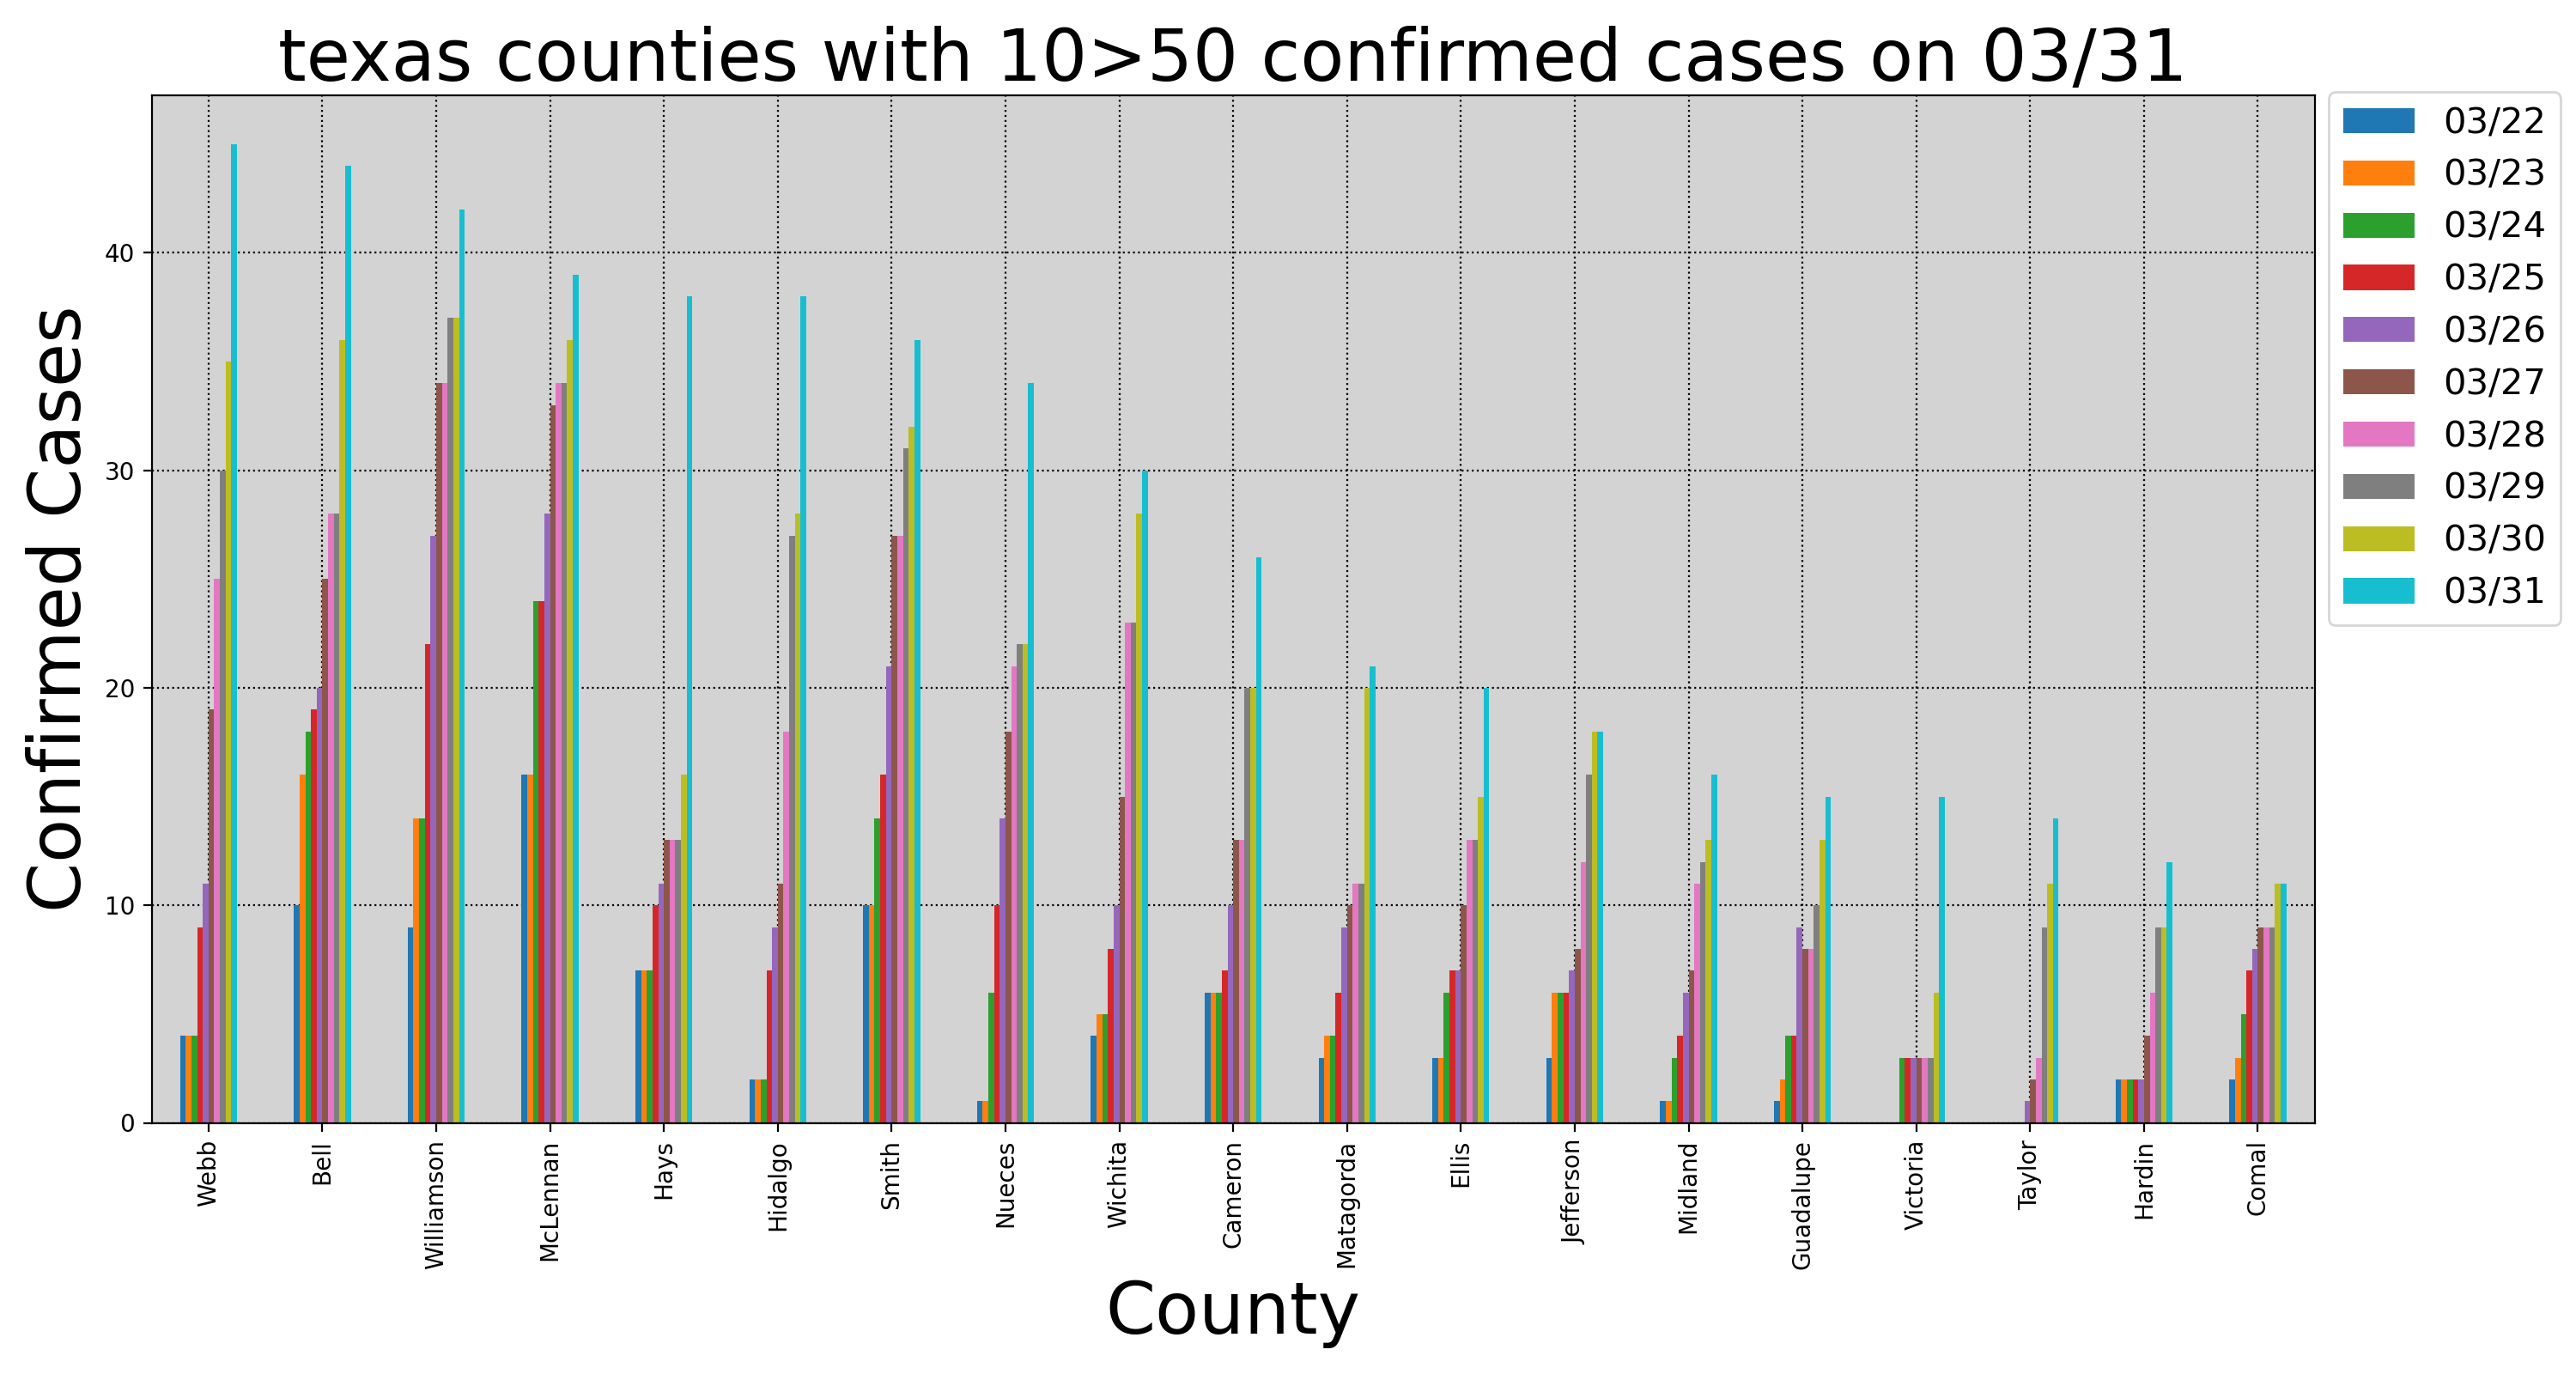 texas counties with 10>50 confirmed cases on 03/31
Confirmed Cases
40
30
20
10
0
03/22
03/23
03/24
03/25
03/26
03/27
03/28
03/29
03/30
03/31
Webb
Bell
Williamson
McLennan
Hays
Hidalgo
Smith
Nueces
Wichita
Cameron
Matagorda
Ellis
Jefferson
Midland
Guadalupe
Victoria
Taylor
Hardin
Comal
County